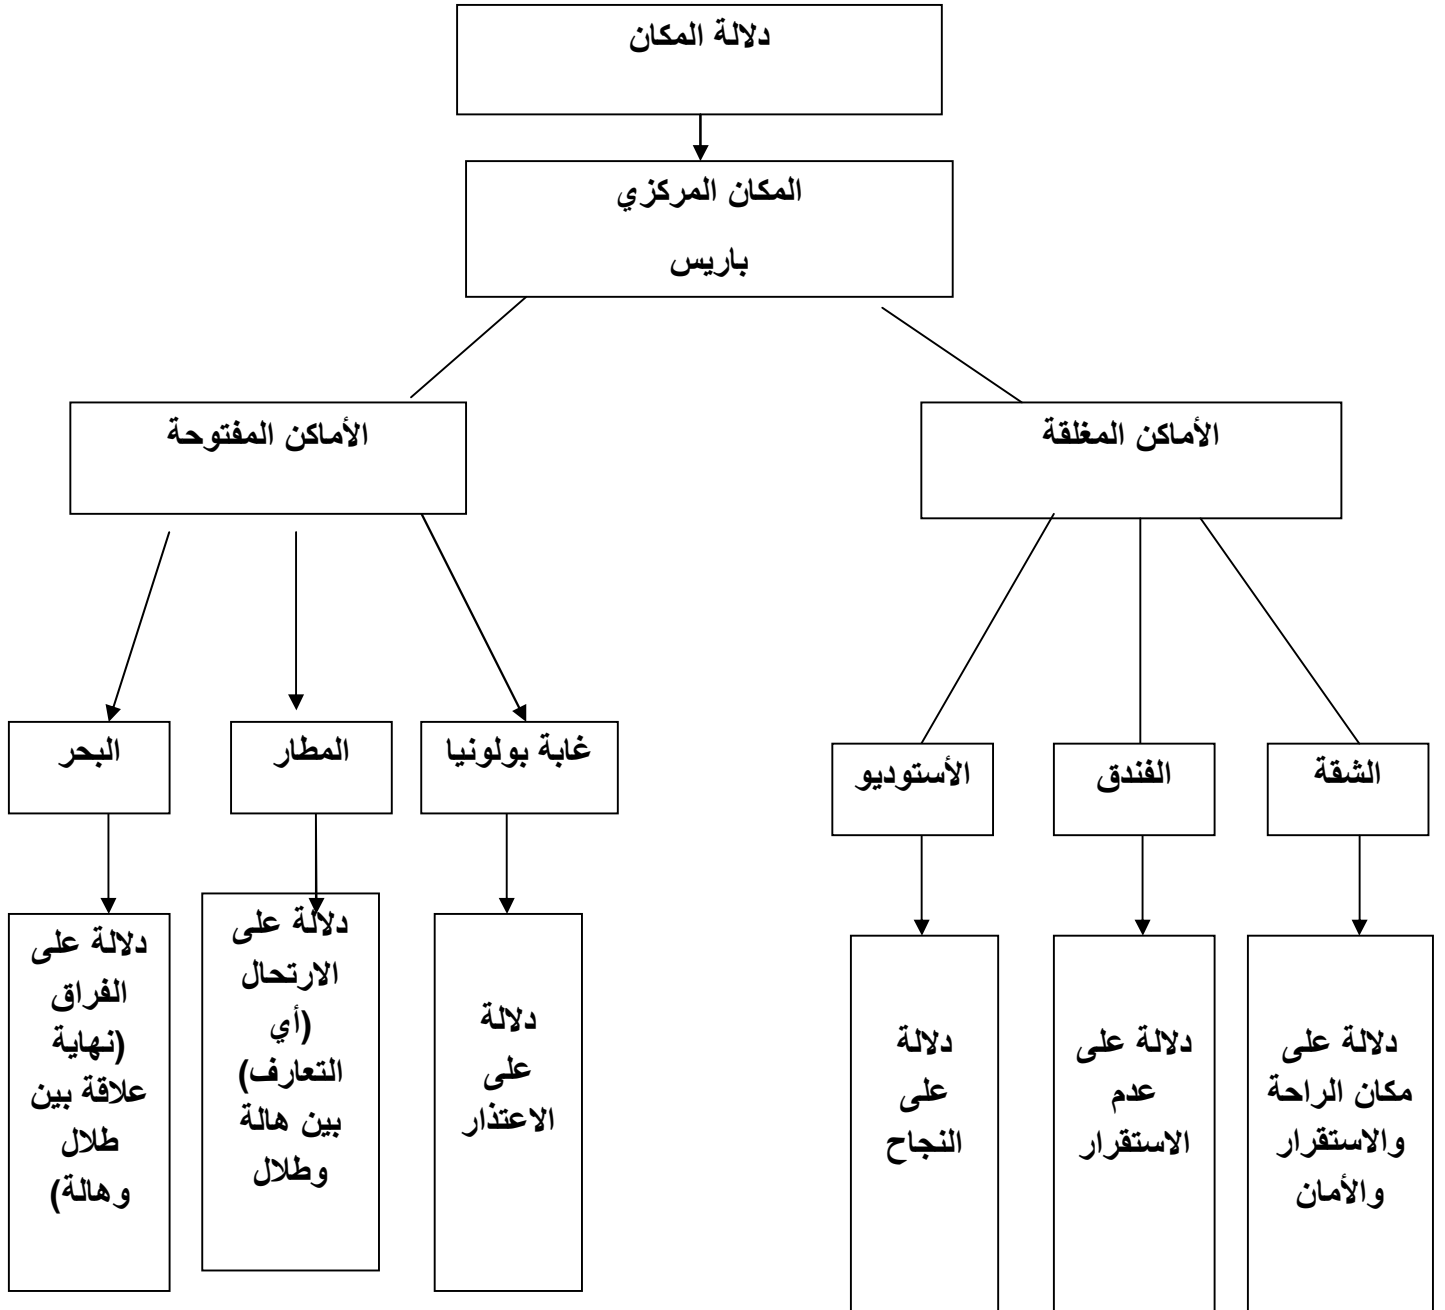 دلالة المكان
المكان المركزي
باريس
الأماكن المغلقة
الأماكن المفتوحة
الشقة
الفندق
الأستوديو
غابة بولونيا
المطار
البحر
دلالة على
مكان الراحة
والاستقرار
والأمان
دلالة على
عدم
الاستقرار
دلالة
على
النجاح
دلالة
على
الاعتذار
دلالة على
الارتحال
(أي
التعارف)
بين هالة
وطلال
دلالة على
الفراق
(نهاية
علاقة بين
طلال
وهالة)